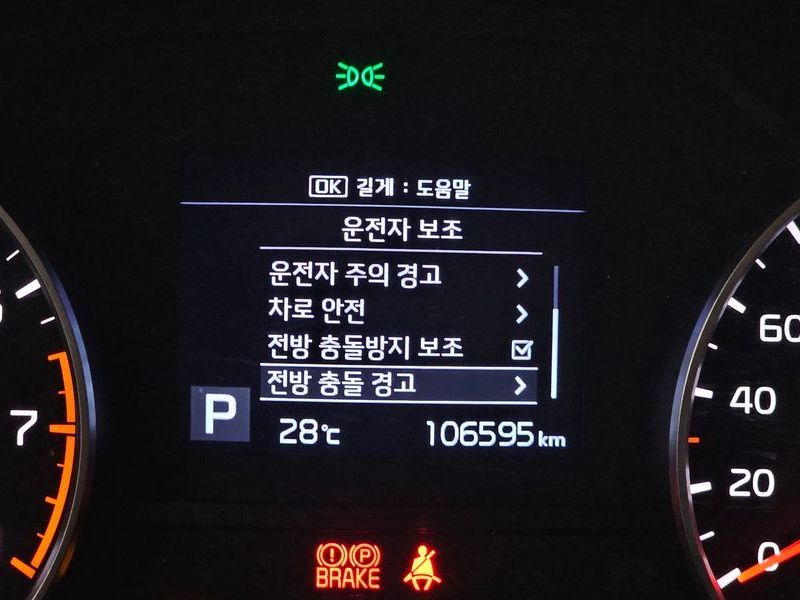 OK 길게 : 도움말
운전자 보조
운전자 주의 경고
차로 안전
전방 충돌방지 보조
전방 충돌 경고
P
28℃ 106595 km
7
60
40
20
0
(!) (P)
BRAKE